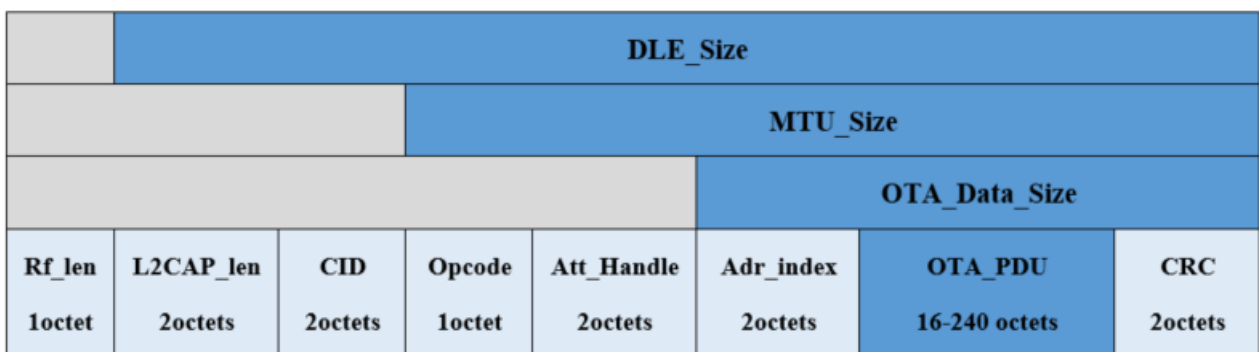 DLE_Size
MTU_Size
OTA_Data_Size
Rf_len L2CAP_len CID Opcode Att_Handle Adr_index OTA_PDU CRC
1octet 2octets 2octets 1octet 2octets 2octets 16-240 octets 2octets